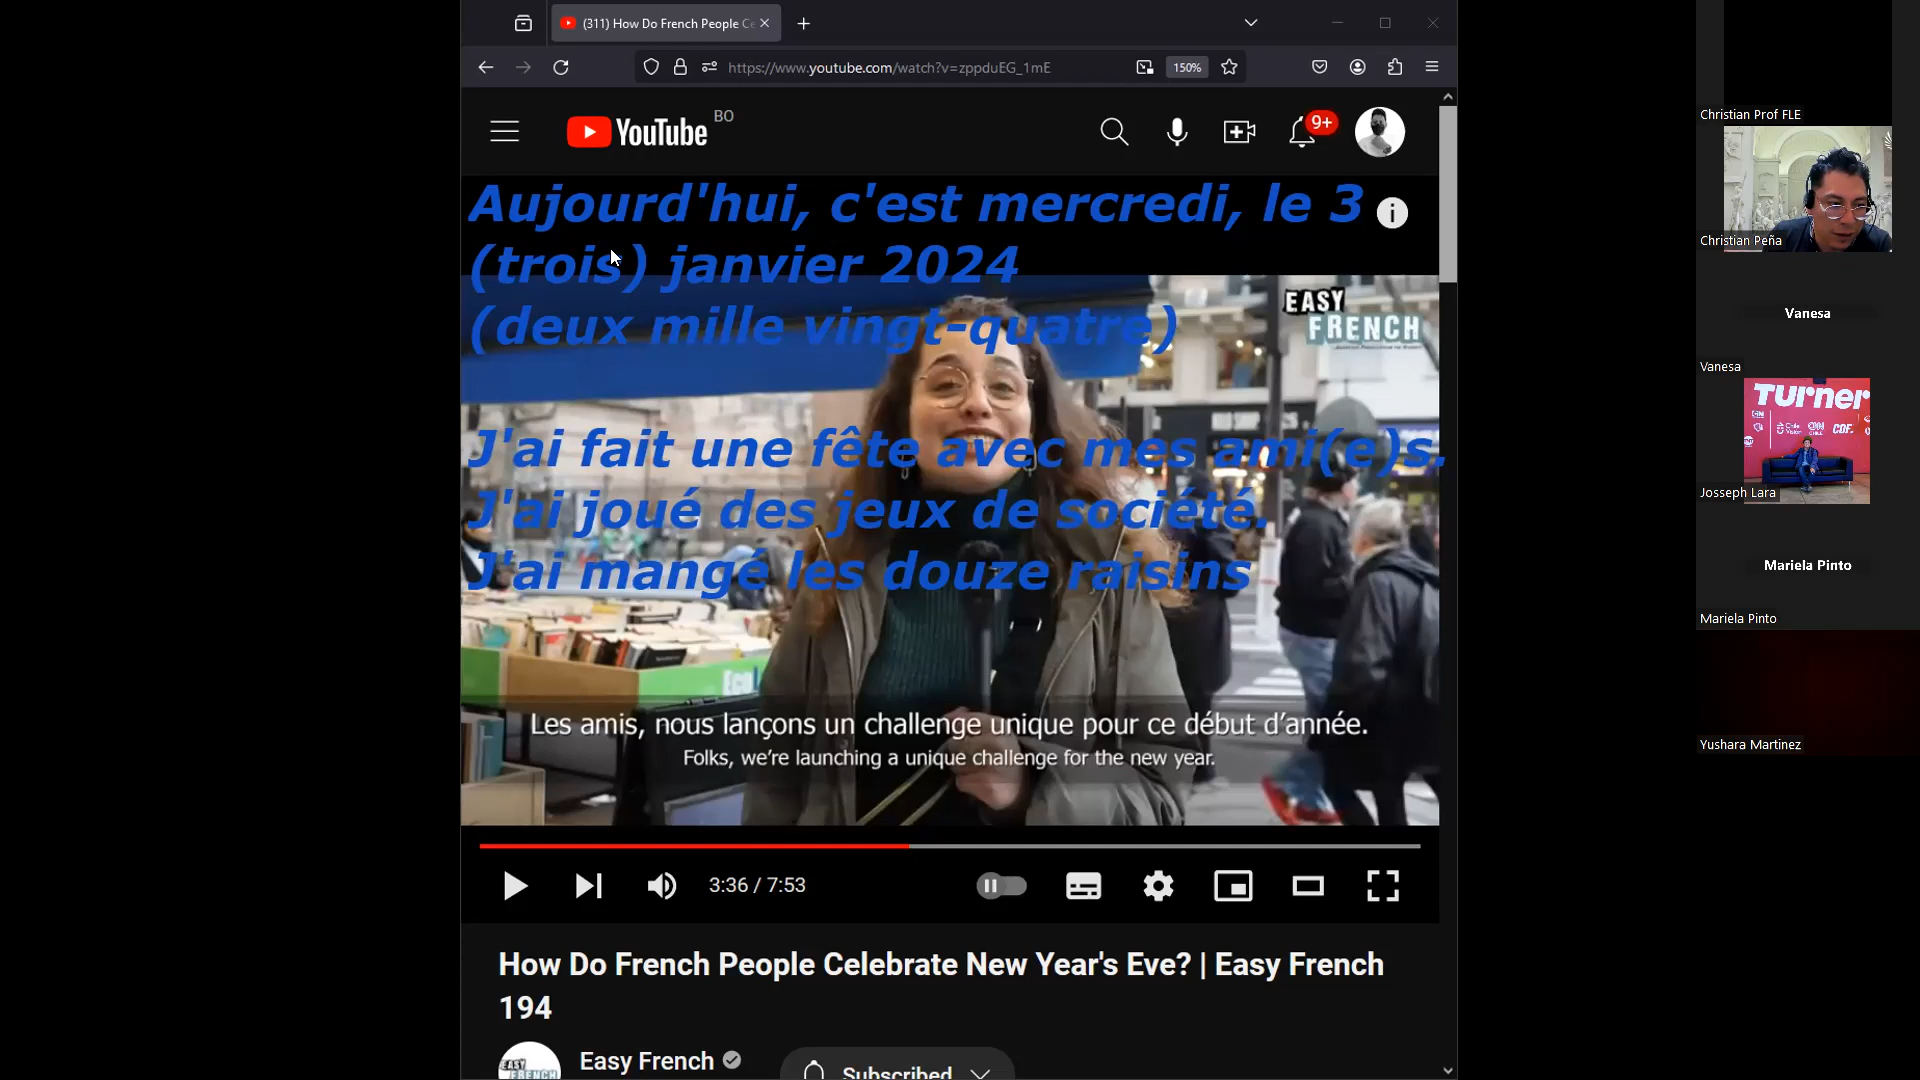 (311) How Do French People Ce
https://www.youtube.com/watch?v=zppduEG_1mE
150%
YouTube
BO
9+
Aujourd'hui, c'est mercredi, le 3
(trois) janvier 2024
(deux mille vingt-quatre)
EASY
FRENCH
J'ai fait une fête avec mes ami(e)s.
J'ai joué des jeux de société.
J'ai mangé les douze raisins
Les amis, nous lançons un challenge unique pour ce début d’année.
Folks, we’re launching a unique challenge for the new year.
3:36 / 7:53
How Do French People Celebrate New Year's Eve? | Easy French
194
EASY
FRENCH
Easy French
Subscribed
Christian Prof FLE
Christian Peña
Vanesa
Vanesa
Turner
CDF.
Josseph Lara
Mariela Pinto
Mariela Pinto
Yushara Martinez